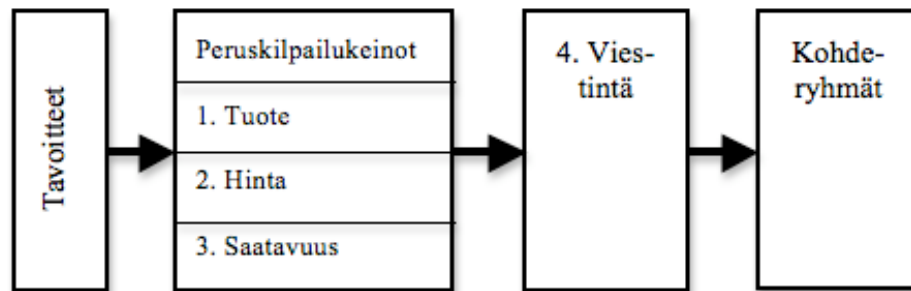 Tavoitteet
Peruskilpailukeinot
1. Tuote
2. Hinta
3. Saatavuus
4. Vies-
tintä
Kohde-
ryhmät